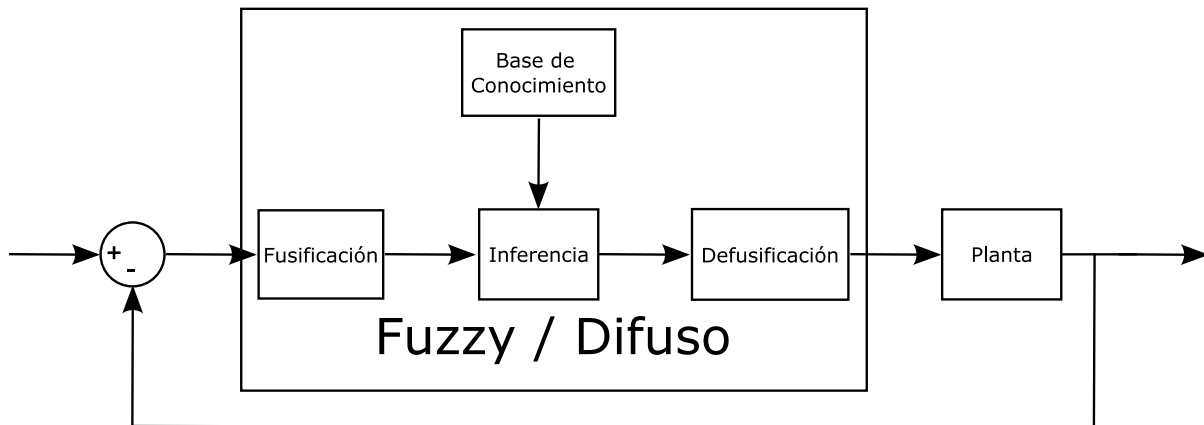 Base de
Conocimiento
+
-
Fusificación
Inferencia
Defusificación
Planta
Fuzzy / Difuso